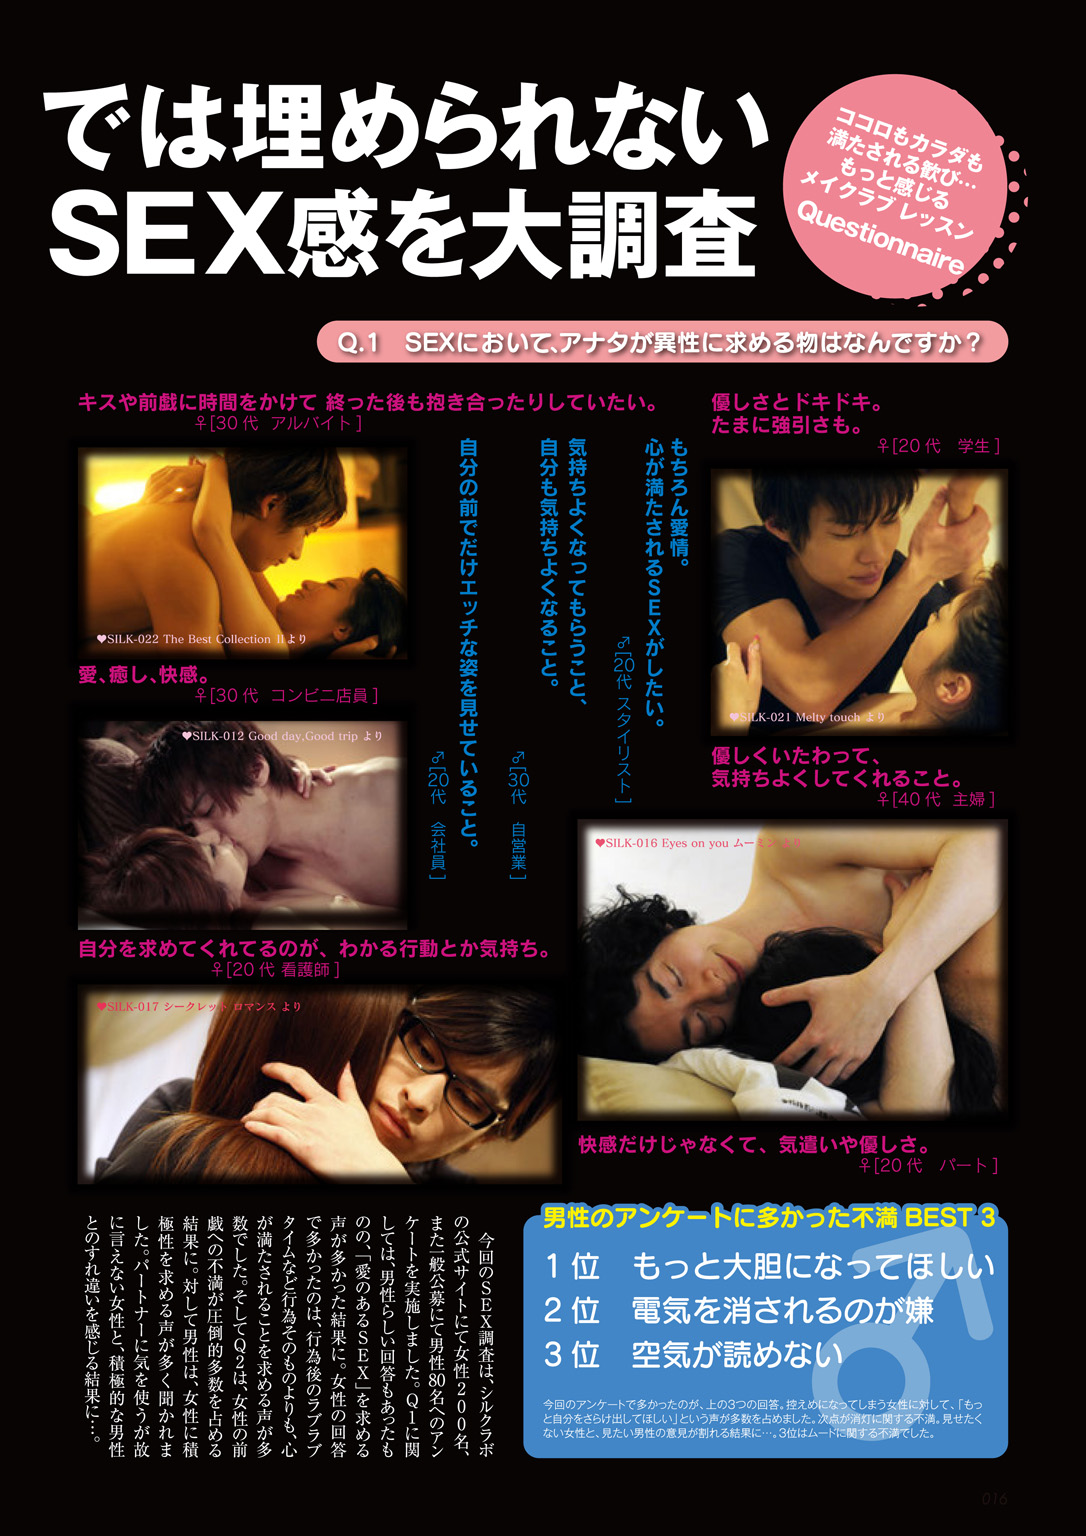 では埋められない
SEX感を大調査
ココロもカラダも
満たされる歓び…
もっと感じる
メイクラブ レッスン
Questionnaire
Q.1　SEXにおいて、アナタが異性に求める物はなんですか？
キスや前戯に時間をかけて 終った後も抱き合ったりしていたい。
♀[30代 アルバイト]
♥SILK-022 The Best Collection Ⅱより
愛、癒し、快感。
♀[30代 コンビニ店員]
♥SILK-012 Good day,Good trip より
自分を求めてくれてるのが、わかる行動とか気持ち。
♀[20代 看護師]
♥SILK-017 シークレット ロマンス より
優しさとドキドキ。
たまに強引さも。
♀[20代　学生]
♥SILK-021 Melty touch より
優しくいたわって、
気持ちよくしてくれること。
♀[40代 主婦]
♥SILK-016 Eyes on you ムーミン より
快感だけじゃなくて、気遣いや優しさ。
♀[20代　パート]
もちろん愛情。
心が満たされるSEXがしたい。
♂[20代 スタイリスト]
気持ちよくなってもらうこと、
自分も気持ちよくなること。
♂[30代　自営業]
自分の前でだけエッチな姿を見せていること。
♂[20代　会社員]
今回のSEX調査は、シルクラボ
の公式サイトにて女性200名、
また一般公募にて男性80名へのアン
ケートを実施しました。Q1に関
しては、男性らしい回答もあったも
のの、「愛のあるSEX」を求める
声が多かった結果に。女性の回答
で多かったのは、行為後のラブラブ
タイムなど行為そのものよりも、心
が満たされることを求める声が多
数でした。そしてQ2は、女性の前
戯への不満が圧倒的多数を占める
結果に。対して男性は、女性に積
極性を求める声が多く聞かれま
した。パートナーに気を使うが故
に言えない女性と、積極的な男性
とのすれ違いを感じる結果に…。
男性のアンケートに多かった不満 BEST 3
1位　もっと大胆になってほしい
2位　電気を消されるのが嫌
3位　空気が読めない
今回のアンケートで多かったのが、上の3つの回答。控えめになってしまう女性に対して、「もっ
と自分をさらけ出してほしい」という声が多数を占めました。次点が消灯に関する不満。見せたく
ない女性と、見たい男性の意見が割れる結果に…。3位はムードに関する不満でした。
016